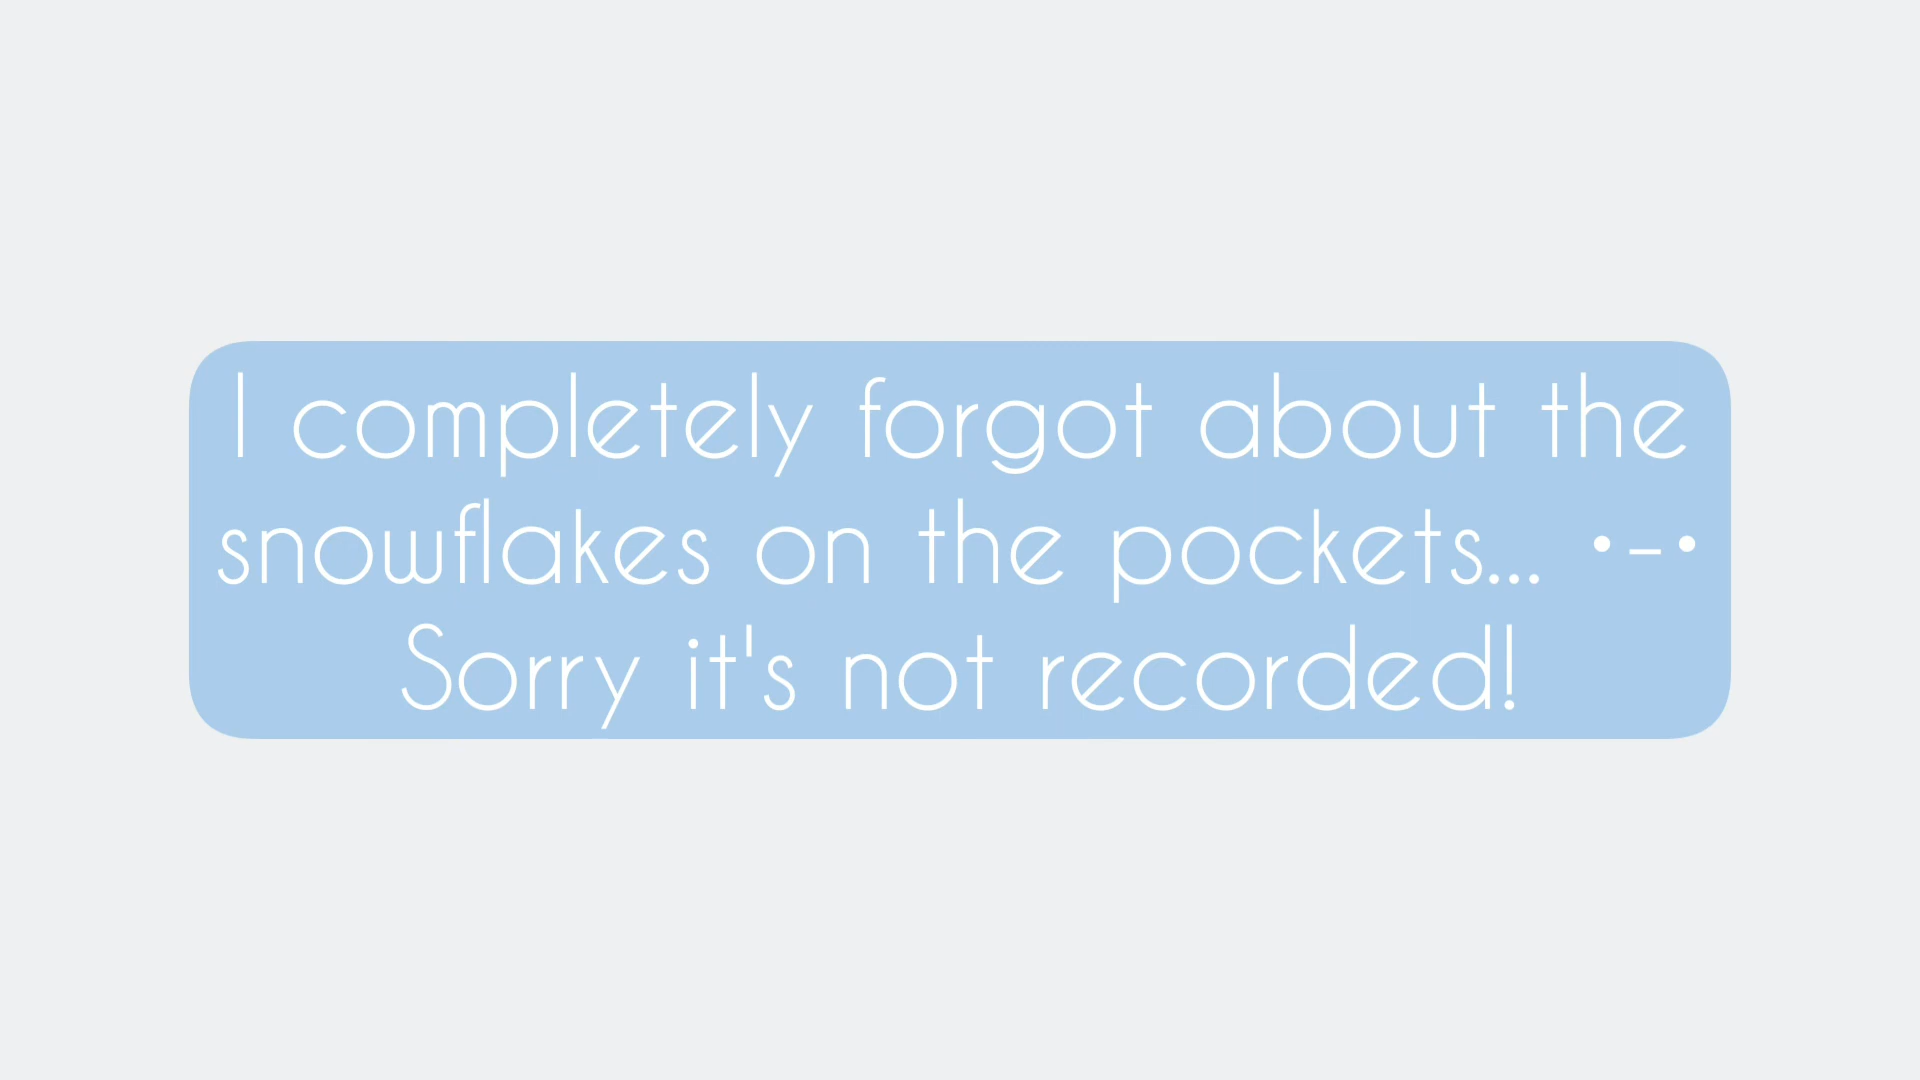 I completely forgot about the
snowflakes on the pockets... •-•
Sorry it's not recorded!